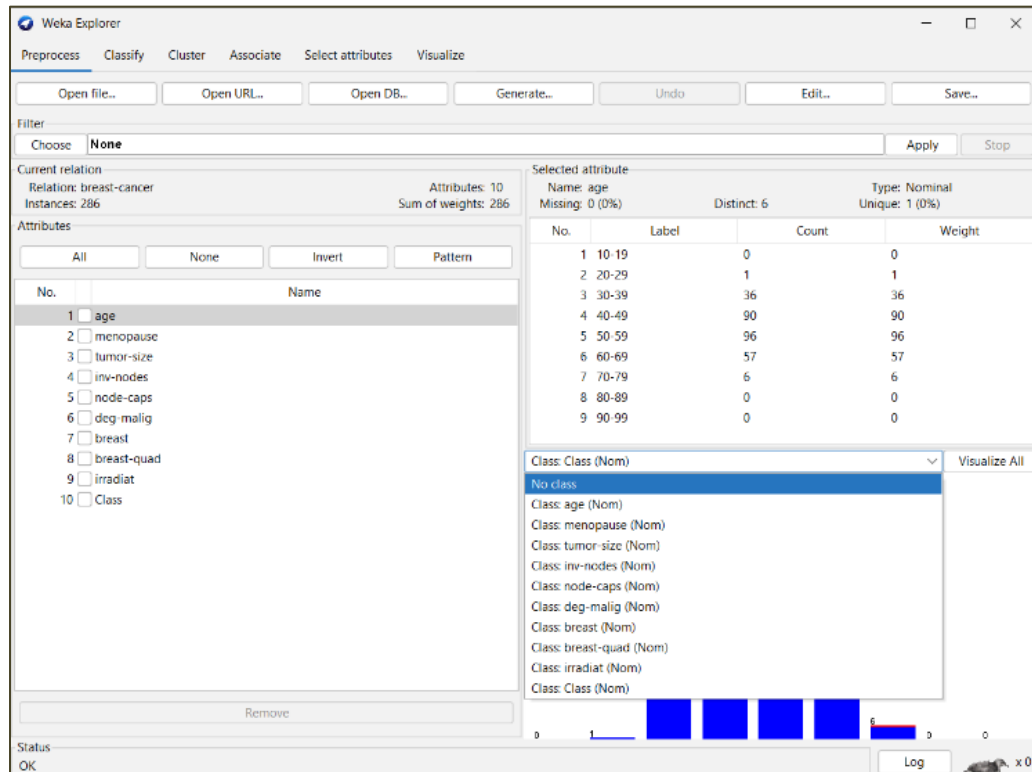 Weka Explorer
Preprocess Classify Cluster Associate Select attributes Visualize
Open file... Open URL... Open DB... Generate... Undo Edit... Save...
Filter
Choose None Apply Stop
Current relation
Relation: breast-cancer Attributes: 10
Instances: 286 Sum of weights: 286
Attributes
All None Invert Pattern
No. Name
1 age
2 menopause
3 tumor-size
4 inv-nodes
5 node-caps
6 deg-malig
7 breast
8 breast-quad
9 irradiat
10 Class
Remove
Selected attribute
Name: age Type: Nominal
Missing: 0 (0%) Distinct: 6 Unique: 1 (0%)
No. Label Count Weight
1 10-19 0 0
2 20-29 1 1
3 30-39 36 36
4 40-49 90 90
5 50-59 96 96
6 60-69 57 57
7 70-79 6 6
8 80-89 0 0
9 90-99 0 0
Class: Class (Nom) Visualize All
No class
Class: age (Nom)
Class: menopause (Nom)
Class: tumor-size (Nom)
Class: inv-nodes (Nom)
Class: node-caps (Nom)
Class: deg-malig (Nom)
Class: breast (Nom)
Class: breast-quad (Nom)
Class: irradiat (Nom)
Class: Class (Nom)
0 1 6 0 0
Status
OK
Log x 0